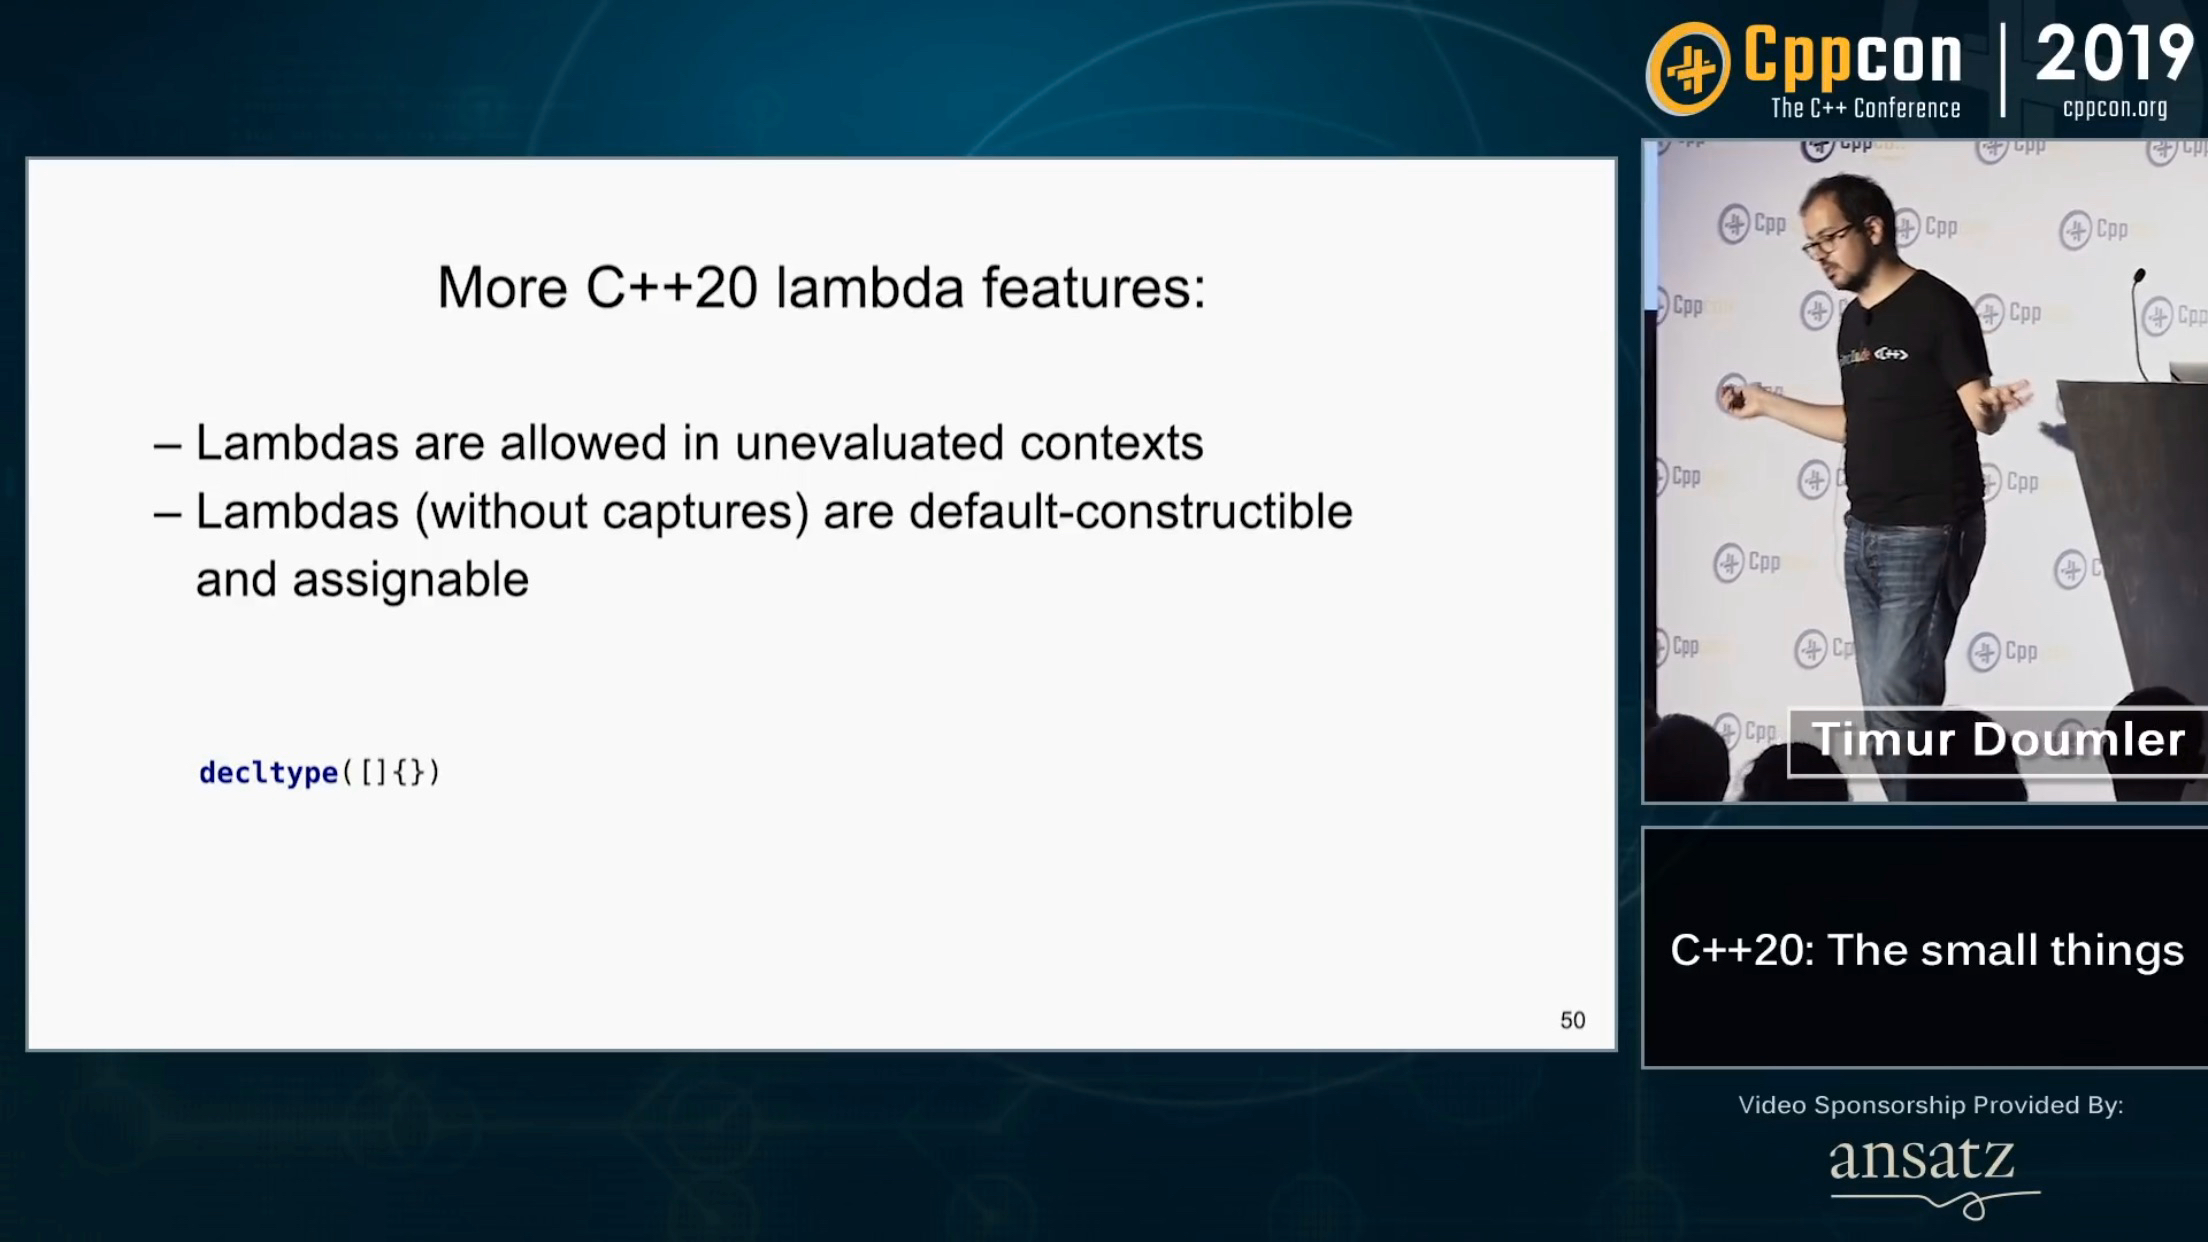 Cppcon
The C++ Conference
2019
cppcon.org
More C++20 lambda features:
– Lambdas are allowed in unevaluated contexts
– Lambdas (without captures) are default-constructible
and assignable
decltype([]{})
50
Timur Doumler
C++20: The small things
Video Sponsorship Provided By:
ansatz